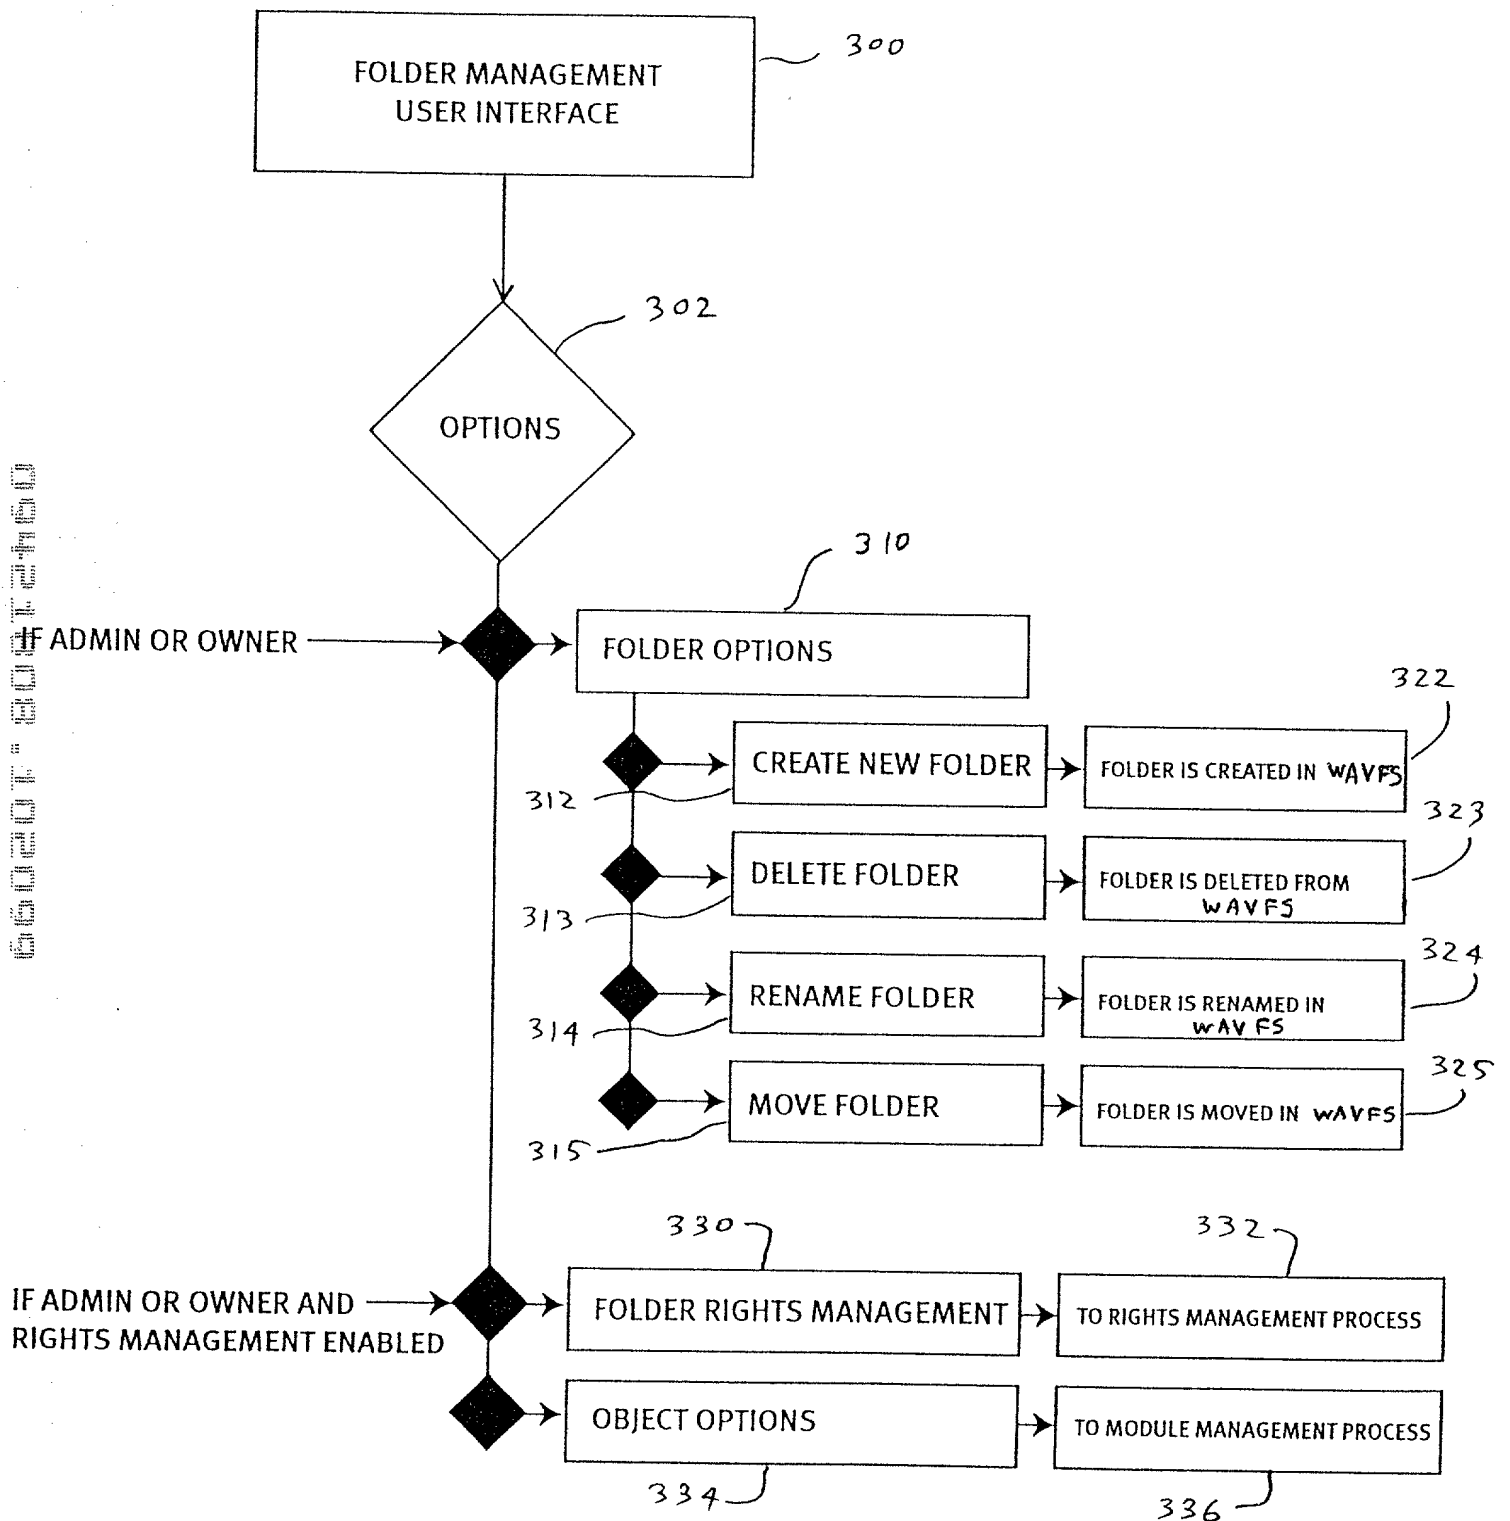 300
FOLDER MANAGEMENT
USER INTERFACE
302
OPTIONS
310
IF ADMIN OR OWNER
FOLDER OPTIONS
322
CREATE NEW FOLDER
FOLDER IS CREATED IN WAVFS
312
323
DELETE FOLDER
FOLDER IS DELETED FROM
WAVFS
313
324
RENAME FOLDER
FOLDER IS RENAMED IN
WAVFS
314
325
MOVE FOLDER
FOLDER IS MOVED IN WAVFS
315
330
332
IF ADMIN OR OWNER AND
RIGHTS MANAGEMENT ENABLED
FOLDER RIGHTS MANAGEMENT
TO RIGHTS MANAGEMENT PROCESS
OBJECT OPTIONS
TO MODULE MANAGEMENT PROCESS
334
336